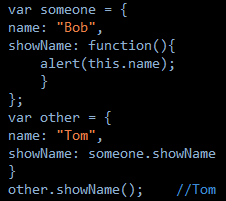 var someone = {
name: "Bob",
showName: function(){
    alert(this.name);
    }
};
var other = {
name: "Tom",
showName: someone.showName
}
other.showName();    //Tom